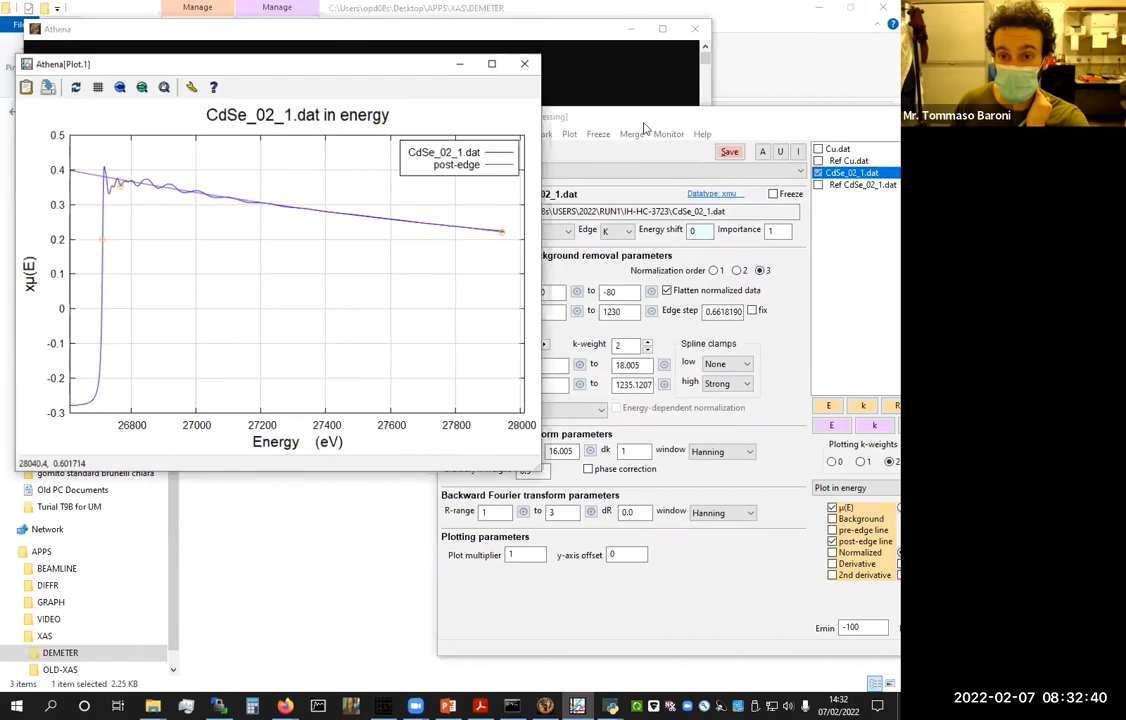 Manage
Manage
C:\Users\opd08s\Desktop\APPS\XAS\DEMETER
Athena
Athena[Plot.1]
CdSe_02_1.dat in energy
CdSe_02_1.dat
post-edge
0.5
0.4
0.3
0.2
0.1
0
-0.1
-0.2
-0.3
xμ(E)
26800
27000
27200
27400
27600
27800
28000
Energy (eV)
28040.4, 0.601714
Plot
Freeze
Merge
Monitor
Help
Save
A
U
I
Cu.dat
Ref Cu.dat
CdSe_02_1.dat
Ref CdSe_02_1.dat
Datatype: xmu
Freeze
USERS\2022\RUN1\IH-HC-3723\CdSe_02_1.dat
Edge
K
Energy shift
0
Importance
1
Normalization order
1
2
3
to
-80
Flatten normalized data
1230
Edge step
0.6618190
fix
k-weight
2
Spline clamps
to
18.005
low
None
to
1235.1207
high
Strong
Energy-dependent normalization
16.005
dk
1
window
Hanning
phase correction
Backward Fourier transform parameters
R-range
1
to
3
dR
0.0
window
Hanning
Plotting parameters
Plot multiplier
1
y-axis offset
0
E
k
E
k
Plotting k-weights
0
1
2
Plot in energy
μ(E)
Background
pre-edge line
post-edge line
Normalized
Derivative
2nd derivative
Emin
-100
gomito standard brunelli chiara
Old PC Documents
Turial T9B for UM
Network
APPS
BEAMLINE
DIFFR
GRAPH
VIDEO
XAS
DEMETER
OLD-XAS
3 items
1 item selected
2.25 KB
14:32
07/02/2022
Mr. Tommaso Baroni
2022-02-07 08:32:40